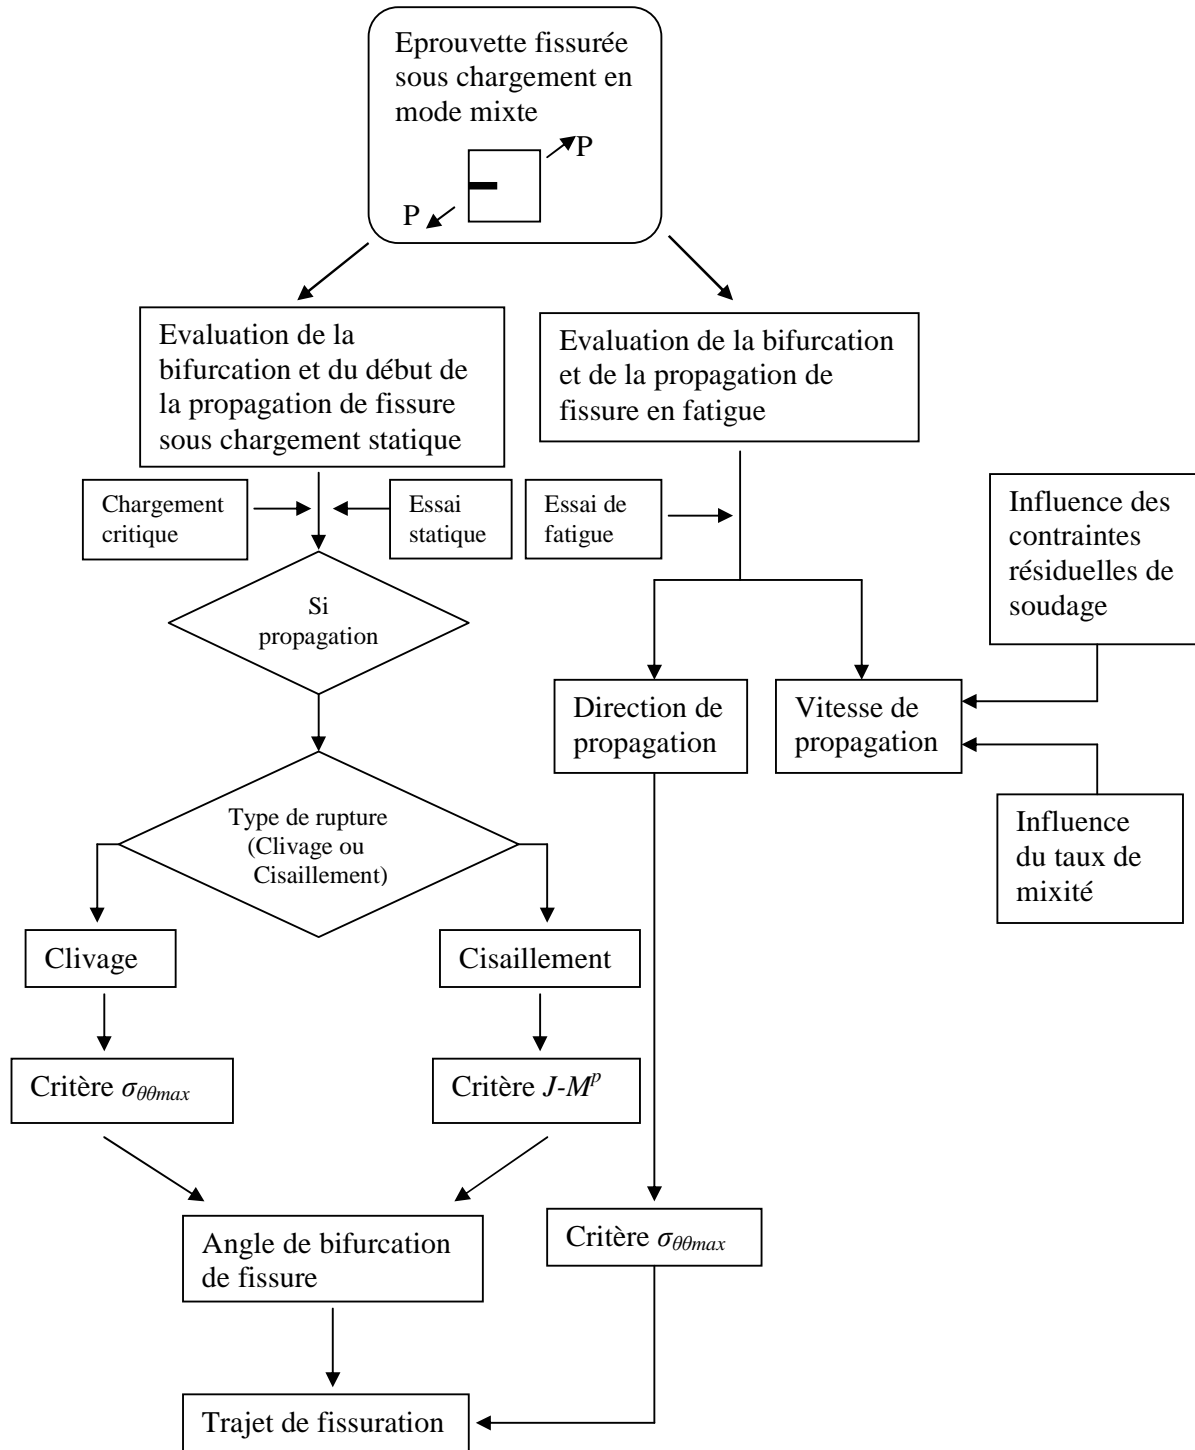 Eprouvette fissurée
sous chargement en
mode mixte
P
P
Evaluation de la
bifurcation et du début de
la propagation de fissure
sous chargement statique
Evaluation de la bifurcation
et de la propagation de
fissure en fatigue
Chargement
critique
Essai
statique
Essai de
fatigue
Influence des
contraintes
résiduelles de
soudage
Si
propagation
Direction de
propagation
Vitesse de
propagation
Type de rupture
(Clivage ou
Cisaillement)
Influence
du taux de
mixité
Clivage
Cisaillement
Critère σθθmax
Critère J-Mᵖ
Angle de bifurcation
de fissure
Critère σθθmax
Trajet de fissuration